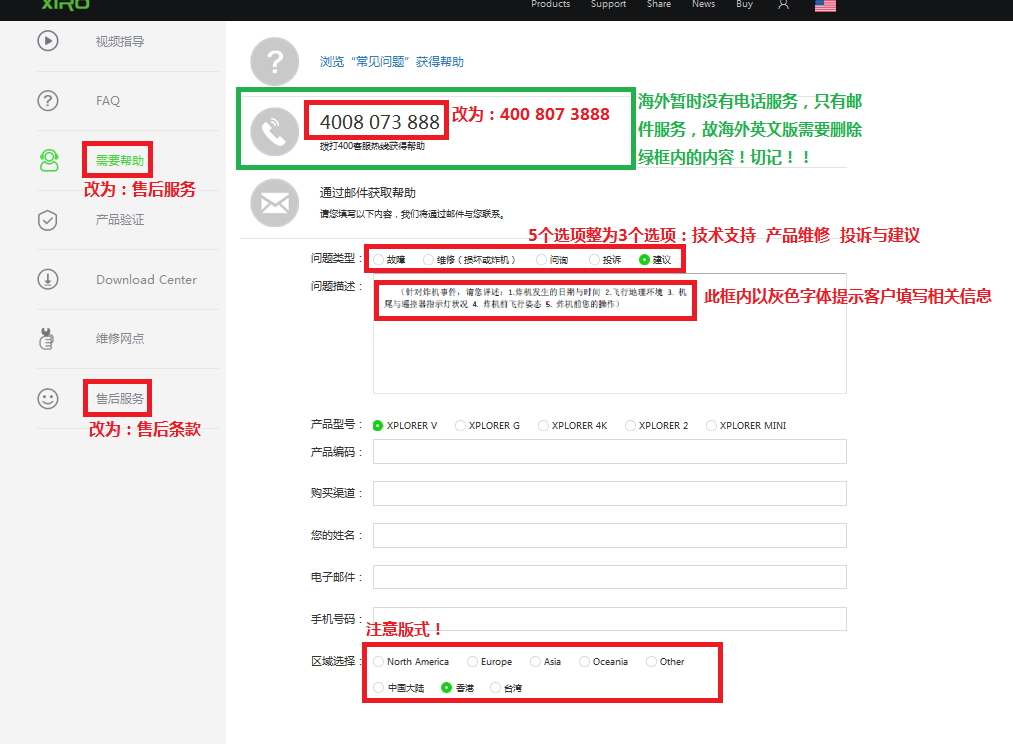 XIRO
Products Support Share News Buy
视频指导
FAQ
需要帮助
改为：售后服务
产品验证
Download Center
维修网点
售后服务
改为：售后条款
浏览“常见问题”获得帮助
4008 073 888
改为：400 807 3888
拨打400客服热线获得帮助
海外暂时没有电话服务，只有邮
件服务，故海外英文版需要删除
绿框内的内容！切记！！
通过邮件获取帮助
请您填写以下内容，我们将通过邮件与您联系。
5个选项整为3个选项：技术支持 产品维修 投诉与建议
问题类型： 故障 维修（损坏或炸机） 问询 投诉 建议
问题描述：
（针对炸机事件，请您详述：1.炸机发生的日期与时间 2.飞行地理环境 3. 机
尾与遥控器指示灯状况 4. 炸机前飞行姿态 5. 炸机前您的操作）
此框内以灰色字体提示客户填写相关信息
产品型号： XPLORER V XPLORER G XPLORER 4K XPLORER 2 XPLORER MINI
产品编码：
购买渠道：
您的姓名：
电子邮件：
手机号码：
注意版式！
区域选择： North America Europe Asia Oceania Other
中国大陆 香港 台湾